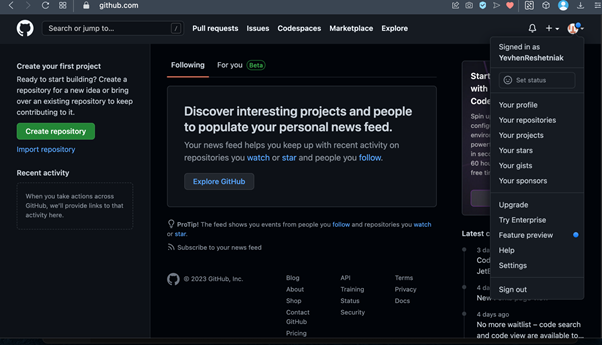 github.com
Search or jump to...
/
Pull requests Issues Codespaces Marketplace Explore
Signed in as
YevhenReshetniak
Set status
Your profile
Your repositories
Your projects
Your stars
Your gists
Your sponsors
Upgrade
Try Enterprise
Feature preview
Help
Settings
Sign out
Create your first project
Ready to start building? Create a
repository for a new idea or bring
over an existing repository to keep
contributing to it.
Create repository
Import repository
Recent activity
When you take actions across
GitHub, we'll provide links to that
activity here.
Following For you Beta
Discover interesting projects and people
to populate your personal news feed.
Your news feed helps you keep up with recent activity on
repositories you watch or star and people you follow.
Explore GitHub
ProTip! The feed shows you events from people you follow and repositories you watch
or star.
Subscribe to your news feed
© 2023 GitHub, Inc.
Blog
About
Shop
Contact
GitHub
Pricing
API
Training
Status
Security
Terms
Privacy
Docs
Start
with
Code
Spin u
config
enviro
power
in sec
60 hou
free ti
Latest c
3 da
Cod
Jetl
4 da
New
4 days ago
No more waitlist – code search
and code view are available to...